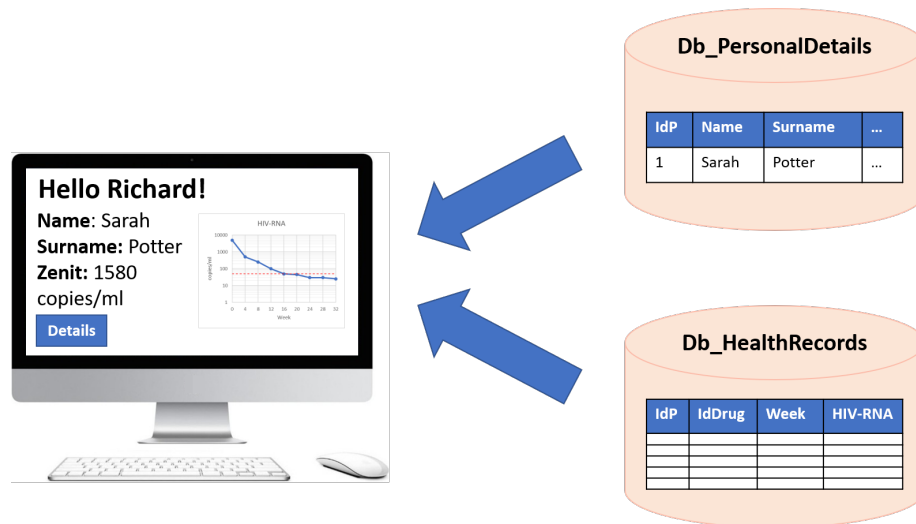 Db_PersonalDetails
IdP Name Surname ...
1 Sarah Potter ...
Hello Richard!
Name: Sarah
Surname: Potter
Zenit: 1580
copies/ml
Details
HIV-RNA
copies/ml
10000
1000
100
10
1
0 4 8 12 16 20 24 28 32
Week
Db_HealthRecords
IdP IdDrug Week HIV-RNA